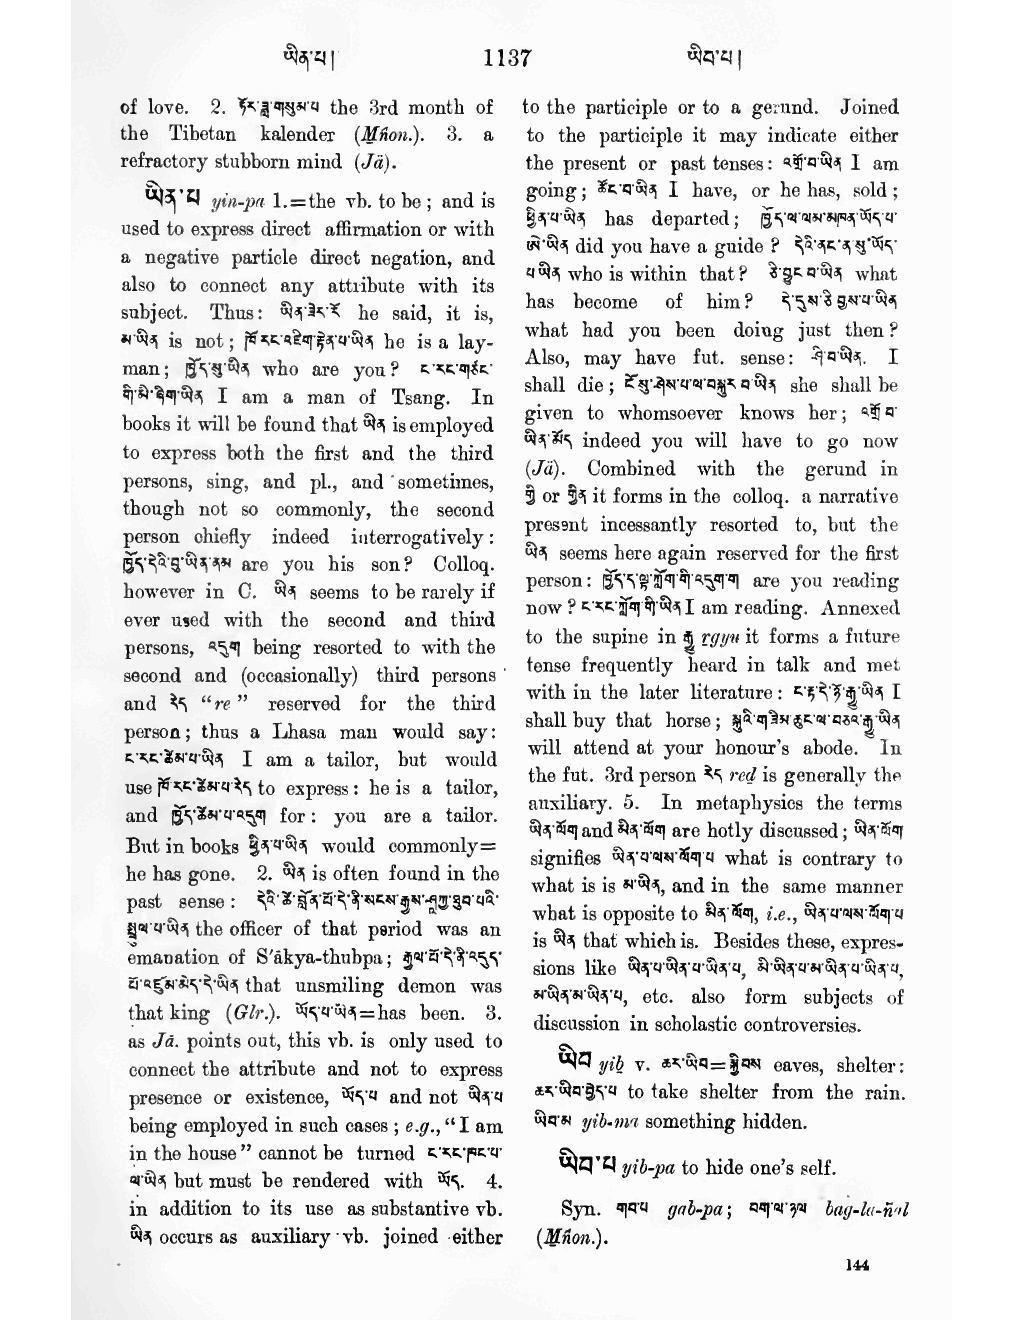 ཡིན་པ། 1137 ཡིབ་པ།
of love. 2. ཧོར་ཟླ་གསུམ་པ the 3rd month of
the Tibetan kalender (Mṅon.). 3. a
refractory stubborn mind (Jä).
ཡིན་པ yin-pa 1.=the vb. to be; and is
used to express direct affirmation or with
a negative particle direct negation, and
also to connect any attribute with its
subject. Thus: ཡིན་ཟེར་རོ he said, it is,
མ་ཡིན is not; ཁོ་རང་འཇིག་རྟེན་པ་ཡིན he is a lay-
man; ཁྱོད་སུ་ཡིན who are you? ང་རང་གཙང་
གི་མི་ཞིག་ཡིན I am a man of Tsang. In
books it will be found that ཡིན is employed
to express both the first and the third
persons, sing, and pl., and sometimes,
though not so commonly, the second
person chiefly indeed interrogatively:
ཁྱོད་དེའི་བུ་ཡིན་ནམ are you his son? Colloq.
however in C. ཡིན seems to be rarely if
ever used with the second and third
persons, འདུག being resorted to with the
second and (occasionally) third persons
and རེད “re” reserved for the third
person; thus a Lhasa man would say:
ང་རང་ཚེམ་པ་ཡིན I am a tailor, but would
use ཁོ་རང་ཚེམ་པ་རེད to express: he is a tailor,
and ཁྱོད་ཚེམ་པ་འདུག for: you are a tailor.
But in books ཕྱིན་པ་ཡིན would commonly=
he has gone. 2. ཡིན is often found in the
past sense: དེའི་ཚེ་བློན་པོ་དེ་ནི་སངས་རྒྱས་ཤཱཀྱ་ཐུབ་པའི་
སྤྲུལ་པ་ཡིན the officer of that period was an
emanation of S'ākya-thubpa; རྒྱལ་པོ་དེ་ནི་བདུད་
པོ་འཛུམ་མེད་དེ་ཡིན that unsmiling demon was
that king (Glr.). ཡོད་པ་ཡིན=has been. 3.
as Jä. points out, this vb. is only used to
connect the attribute and not to express
presence or existence, ཡོད་པ and not ཡིན་པ
being employed in such cases; e.g., “I am
in the house” cannot be turned ང་རང་ཁང་པ་
ལ་ཡིན but must be rendered with ཡོད. 4.
in addition to its use as substantive vb.
ཡིན occurs as auxiliary vb. joined either
to the participle or to a gerund. Joined
to the participle it may indicate either
the present or past tenses: འགྲོ་བ་ཡིན I am
going; ཚོང་བ་ཡིན I have, or he has, sold;
ཕྱིན་པ་ཡིན has departed; ཁྱོད་ལ་ལམ་མཁན་ཡོད་པ་
ཨེ་ཡིན did you have a guide? དེའི་ནང་ན་སུ་ཡོད་
པ་ཡིན who is within that? ཅི་བྱུང་བ་ཡིན what
has become of him? ད་དུས་ཅི་བྱས་པ་ཡིན
what had you been doing just then?
Also, may have fut. sense: ཤི་བ་ཡིན. I
shall die; ངོ་སུ་ཤེས་པ་ལ་བསྐུར་བ་ཡིན she shall be
given to whomsoever knows her; འགྲོ་བ་
ཡིན་མོད indeed you will have to go now
(Jä). Combined with the gerund in
གྱི or གྱིན it forms in the colloq. a narrative
present incessantly resorted to, but the
ཡིན seems here again reserved for the first
person: ཁྱོད་ད་ལྟ་ཀློག་གི་འདུག་ག are you reading
now? ང་རང་ཀློག་གི་ཡིན I am reading. Annexed
to the supine in རྒྱུ rgyu it forms a future
tense frequently heard in talk and met
with in the later literature: ང་རྟ་དེ་ཉོ་རྒྱུ་ཡིན I
shall buy that horse; སྐུའི་གཟིམ་ཆུང་ལ་བཅར་རྒྱུ་ཡིན
will attend at your honour's abode. In
the fut. 3rd person རེད red is generally the
auxiliary. 5. In metaphysics the terms
ཡིན་ལོག and མིན་ལོག are hotly discussed; ཡིན་ལོག
signifies ཡིན་པ་ལས་ལོག་པ what is contrary to
what is is མ་ཡིན, and in the same manner
what is opposite to མིན་ལོག, i.e., ཡིན་པ་ལས་ལོག་པ
is ཡིན that which is. Besides these, expres-
sions like ཡིན་པ་ཡིན་པ་ཡིན་པ, མི་ཡིན་པ་མ་ཡིན་པ་ཡིན་པ,
མ་ཡིན་མ་ཡིན་པ, etc. also form subjects of
discussion in scholastic controversies.
ཡིབ yib v. ཆར་ཡིབ=སྐྱིབས eaves, shelter:
ཆར་ཡིབ་བྱེད་པ to take shelter from the rain.
ཡིབ་མ yib-ma something hidden.
ཡིབ་པ yib-pa to hide one's self.
Syn. གབ་པ gab-pa; བག་ལ་ཉལ bag-la-ñal
(Mṅon.).
144